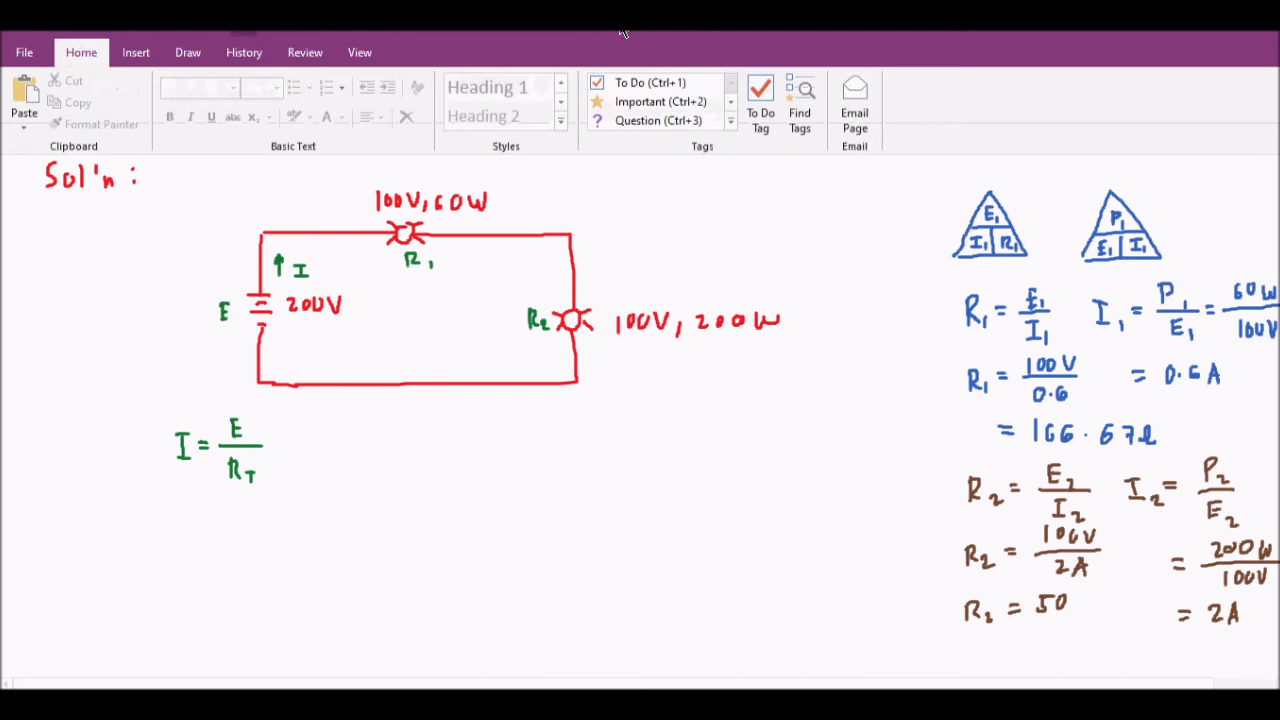 File Home Insert Draw History Review View
Paste
Cut
Copy
Format Painter
Clipboard
B I U abc x₂ A
Basic Text
Heading 1
Heading 2
Styles
To Do (Ctrl+1)
Important (Ctrl+2)
Question (Ctrl+3)
To Do Tag
Find Tags
Tags
Email Page
Email
Sol'n :
100V, 60W
R₁
I
E
200V
R₂
100V, 200W
I = E / R_T
E₁
I₁ R₁
P₁
E₁ I₁
R₁ = E₁ / I₁
I₁ = P₁ / E₁ = 60W / 100V
R₁ = 100V / 0.6
= 0.6A
= 166.67Ω
R₂ = E₂ / I₂
I₂ = P₂ / E₂
R₂ = 100V / 2A
= 200W / 100V
R₂ = 50
= 2A